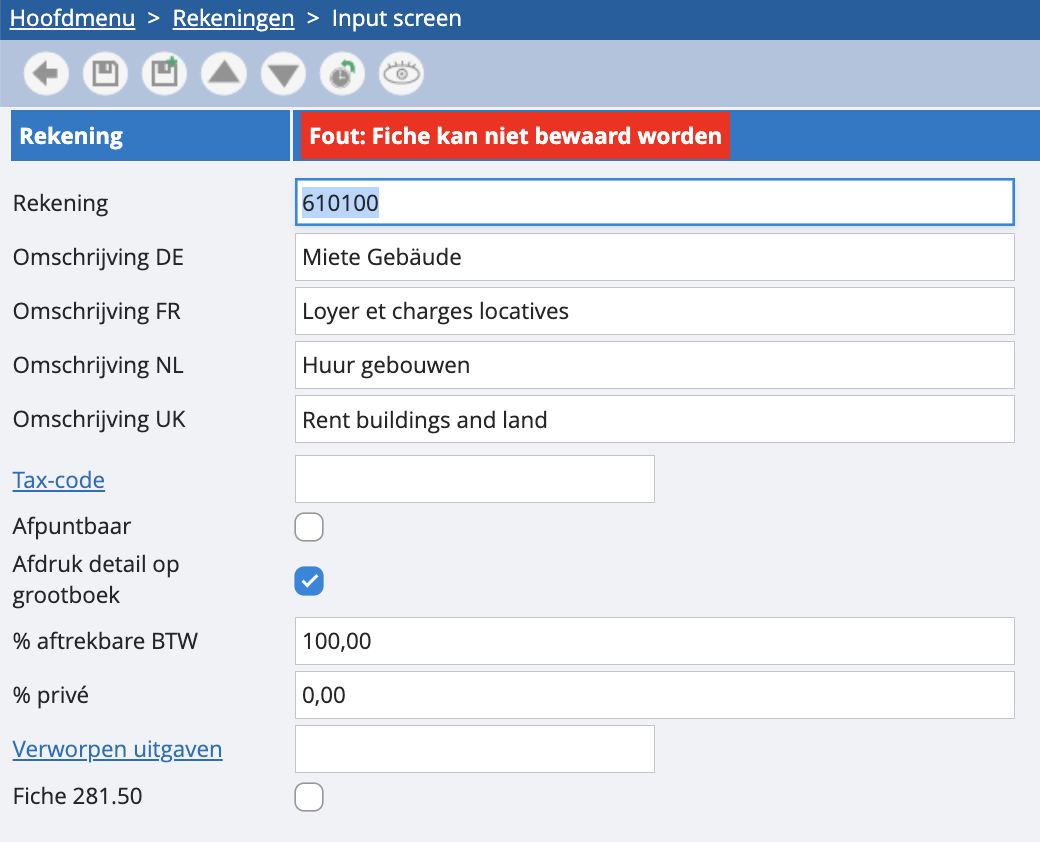 Hoofdmenu > Rekeningen > Input screen
Rekening
Fout: Fiche kan niet bewaard worden
Rekening 610100
Omschrijving DE Miete Gebäude
Omschrijving FR Loyer et charges locatives
Omschrijving NL Huur gebouwen
Omschrijving UK Rent buildings and land
Tax-code
Afpuntbaar
Afdruk detail op
grootboek
% aftrekbare BTW 100,00
% privé 0,00
Verworpen uitgaven
Fiche 281.50